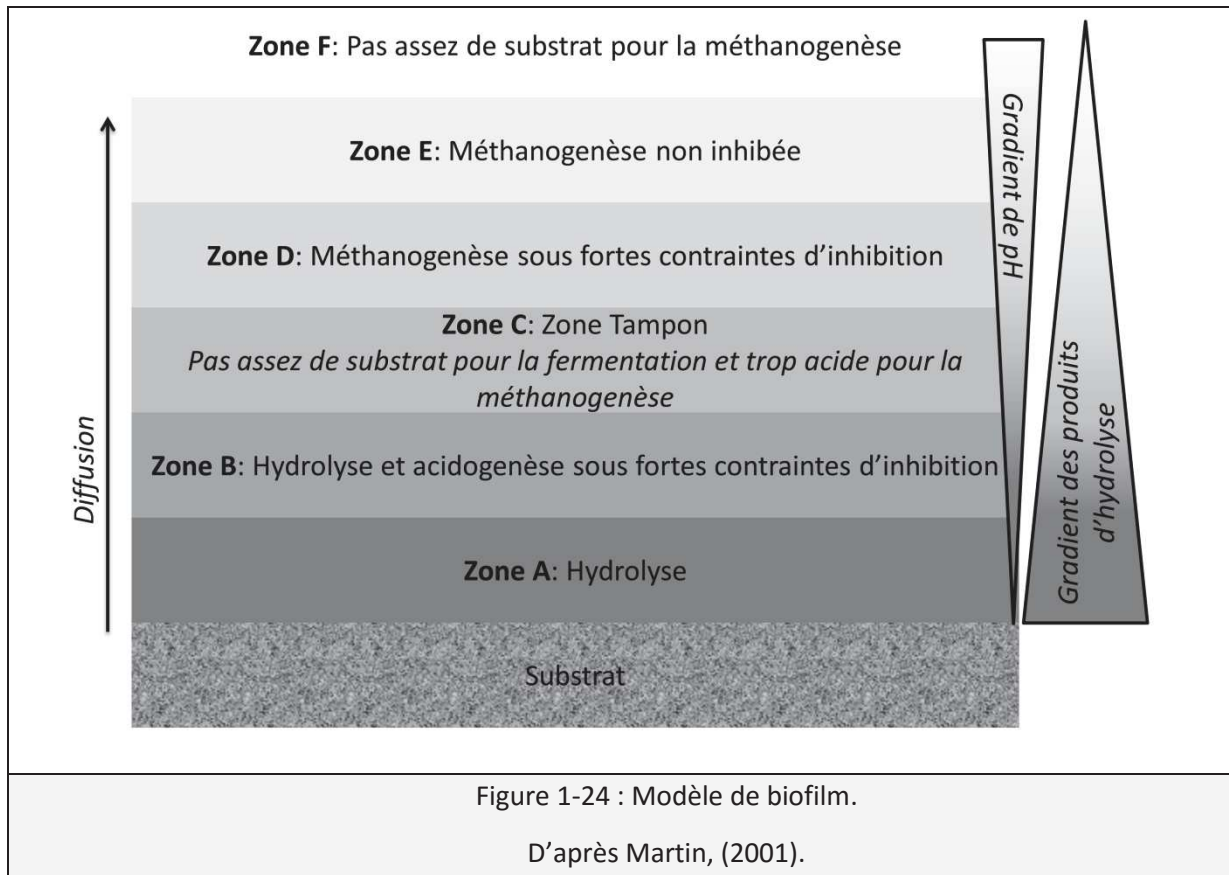 Zone F: Pas assez de substrat pour la méthanogenèse
Zone E: Méthanogenèse non inhibée
Zone D: Méthanogenèse sous fortes contraintes d'inhibition
Zone C: Zone Tampon
Pas assez de substrat pour la fermentation et trop acide pour la
méthanogenèse
Zone B: Hydrolyse et acidogenèse sous fortes contraintes d'inhibition
Zone A: Hydrolyse
Substrat
Diffusion
Gradient de pH
Gradient des produits
d'hydrolyse
Figure 1-24 : Modèle de biofilm.
D'après Martin, (2001).